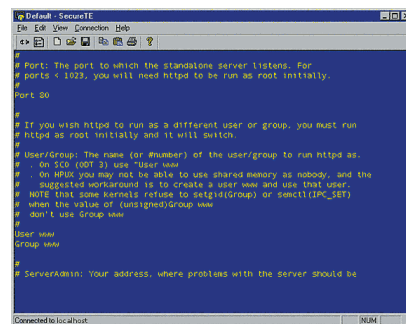 Default - SecureTE
File Edit View Connection Help
#
# Port: The port to which the standalone server listens. For
# ports < 1023, you will need httpd to be run as root initially.
#
Port 80
#
# If you wish httpd to run as a different user or group, you must run
# httpd as root initially and it will switch.
#
# User/Group: The name (or #number) of the user/group to run httpd as.
# . On SCO (ODT 3) use "User www
# . On HPUX you may not be able to use shared memory as nobody, and the
# suggested workaround is to create a user www and use that user.
# NOTE that some kernels refuse to setgid(Group) or semctl(IPC_SET)
# when the value of (unsigned)Group www
# don't use Group www
#
User www
Group www
#
# ServerAdmin: Your address, where problems with the server should be
Connected to localhost
NUM